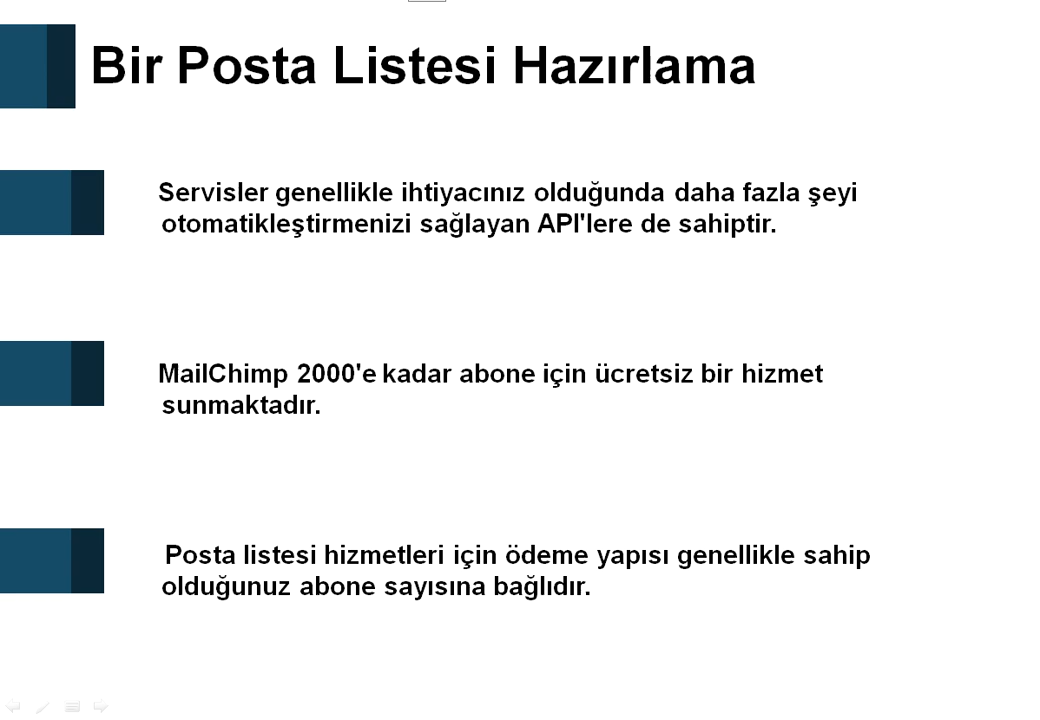 Bir Posta Listesi Hazırlama
Servisler genellikle ihtiyacınız olduğunda daha fazla şeyi
otomatikleştirmenizi sağlayan API'lere de sahiptir.
MailChimp 2000'e kadar abone için ücretsiz bir hizmet
sunmaktadır.
Posta listesi hizmetleri için ödeme yapısı genellikle sahip
olduğunuz abone sayısına bağlıdır.